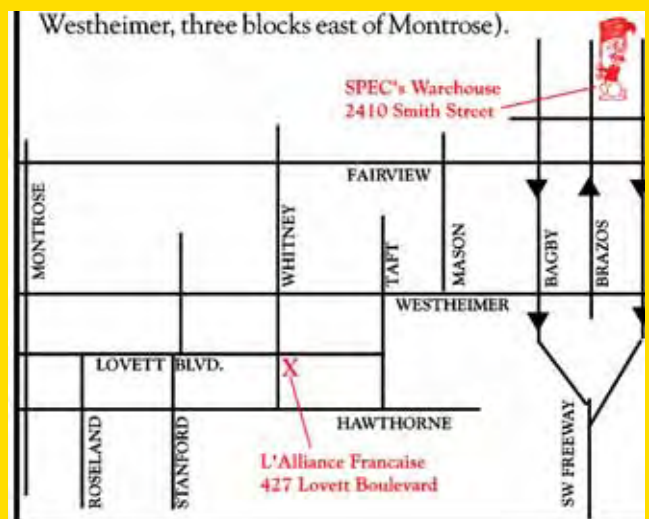 Westheimer, three blocks east of Montrose).
SPEC's Warehouse
2410 Smith Street
FAIRVIEW
MONTROSE
WHITNEY
TAFT
MASON
BAGBY
BRAZOS
WESTHEIMER
LOVETT BLVD.
X
HAWTHORNE
ROSELAND
STANFORD
L'Alliance Francaise
427 Lovett Boulevard
SW FREEWAY